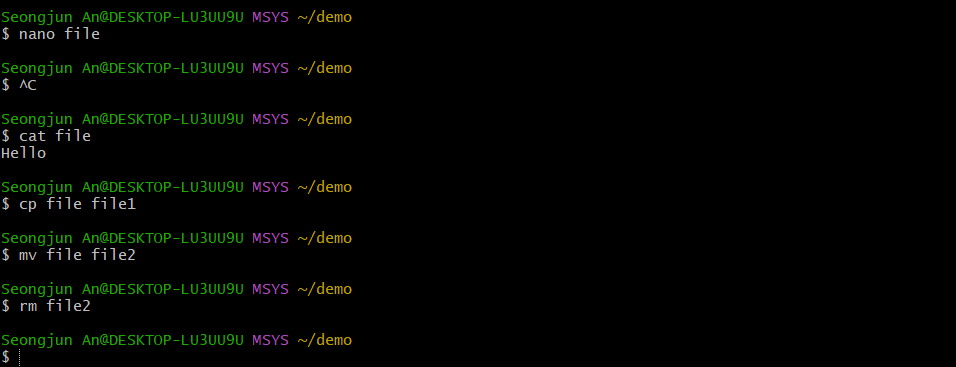 Seongjun An@DESKTOP-LU3UU9U MSYS ~/demo
$ nano file
Seongjun An@DESKTOP-LU3UU9U MSYS ~/demo
$ ^C
Seongjun An@DESKTOP-LU3UU9U MSYS ~/demo
$ cat file
Hello
Seongjun An@DESKTOP-LU3UU9U MSYS ~/demo
$ cp file file1
Seongjun An@DESKTOP-LU3UU9U MSYS ~/demo
$ mv file file2
Seongjun An@DESKTOP-LU3UU9U MSYS ~/demo
$ rm file2
Seongjun An@DESKTOP-LU3UU9U MSYS ~/demo
$